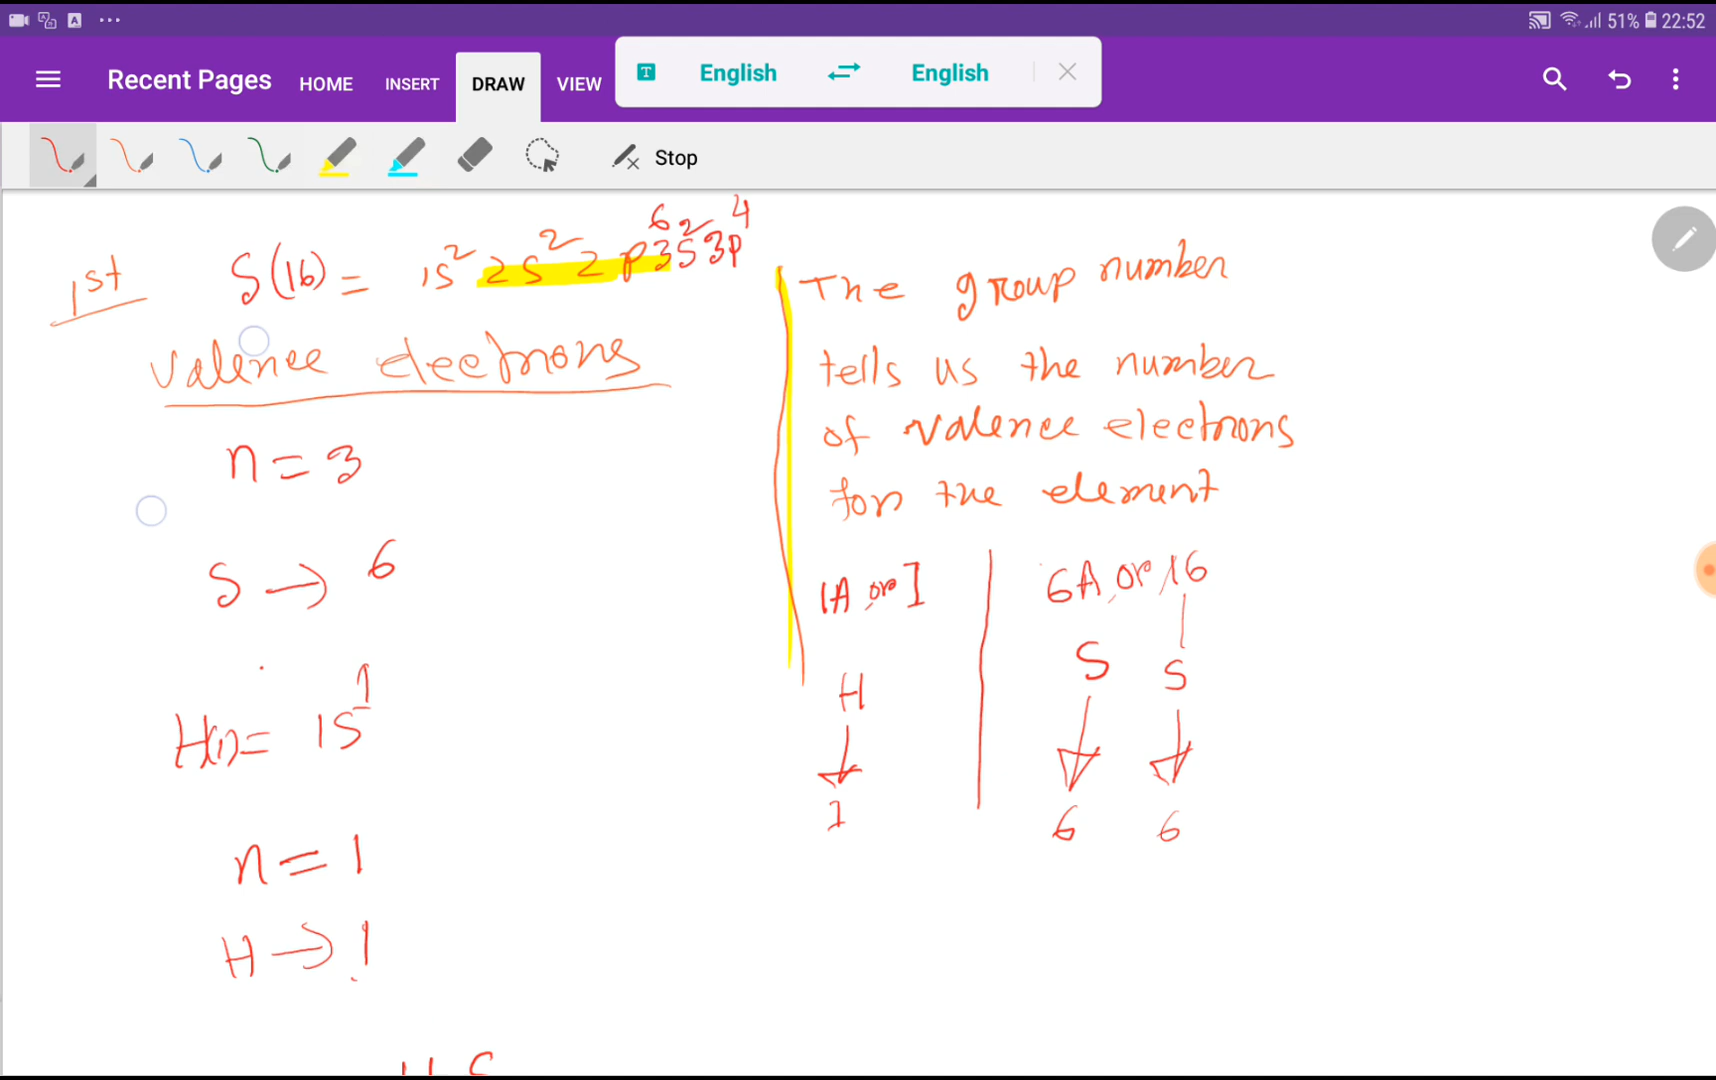 51% 22:52
Recent Pages HOME INSERT DRAW VIEW English English
Stop
1st S(16) = 1s² 2s² 2p⁶ 3s² 3p⁴
valence electrons
n = 3
S → 6
H(1) = 1s¹
n = 1
H → 1
H S
The group number
tells us the number
of valence electrons
for the element
1A or 1 6A or 16
H S S
1 6 6